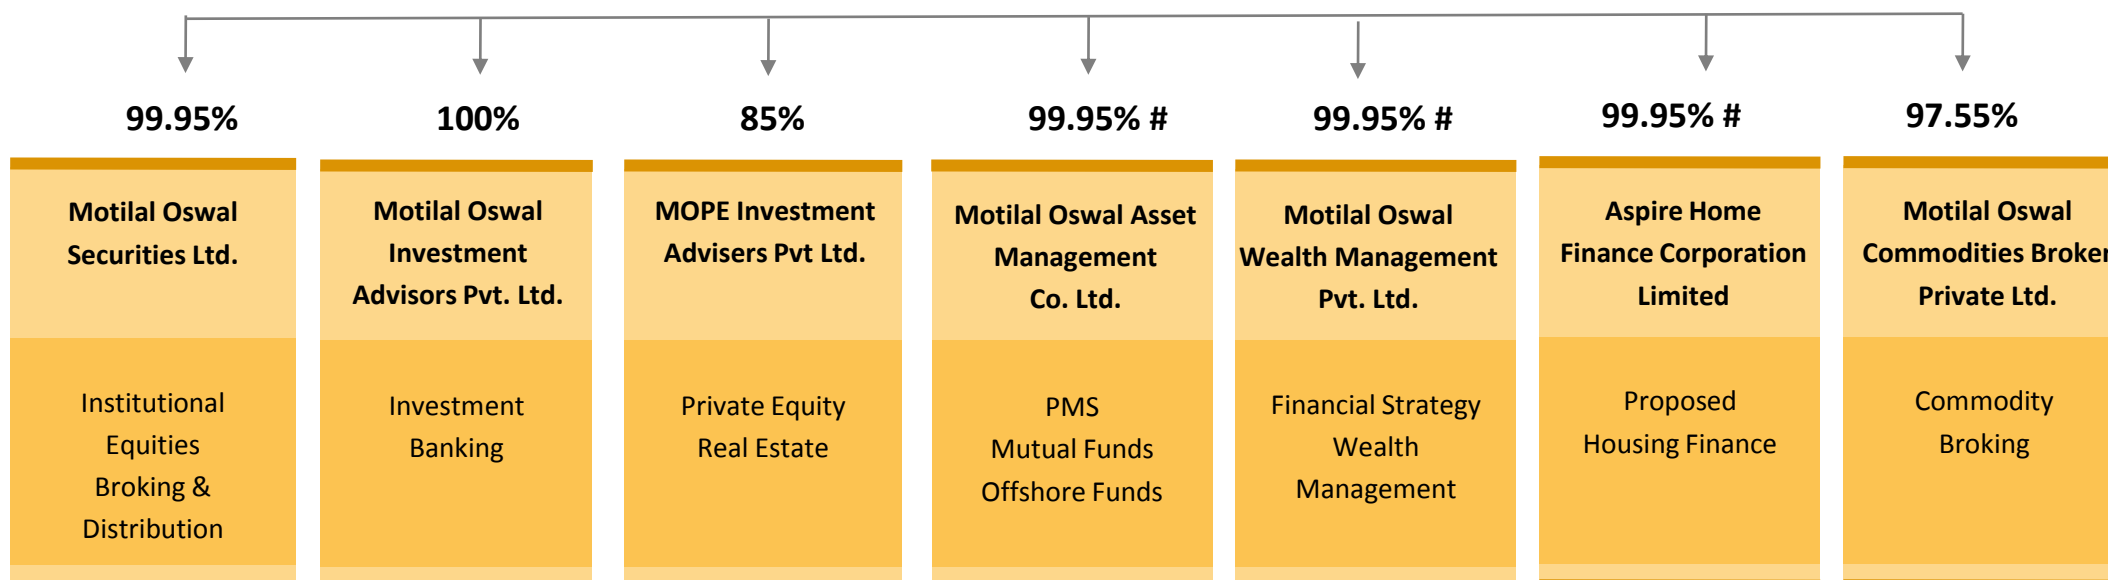 99.95%
100%
85%
99.95% #
99.95% #
99.95% #
97.55%
Motilal Oswal
Securities Ltd.
Motilal Oswal
Investment
Advisors Pvt. Ltd.
MOPE Investment
Advisers Pvt Ltd.
Motilal Oswal Asset
Management
Co. Ltd.
Motilal Oswal
Wealth Management
Pvt. Ltd.
Aspire Home
Finance Corporation
Limited
Motilal Oswal
Commodities Broker
Private Ltd.
Institutional
Equities
Broking &
Distribution
Investment
Banking
Private Equity
Real Estate
PMS
Mutual Funds
Offshore Funds
Financial Strategy
Wealth
Management
Proposed
Housing Finance
Commodity
Broking